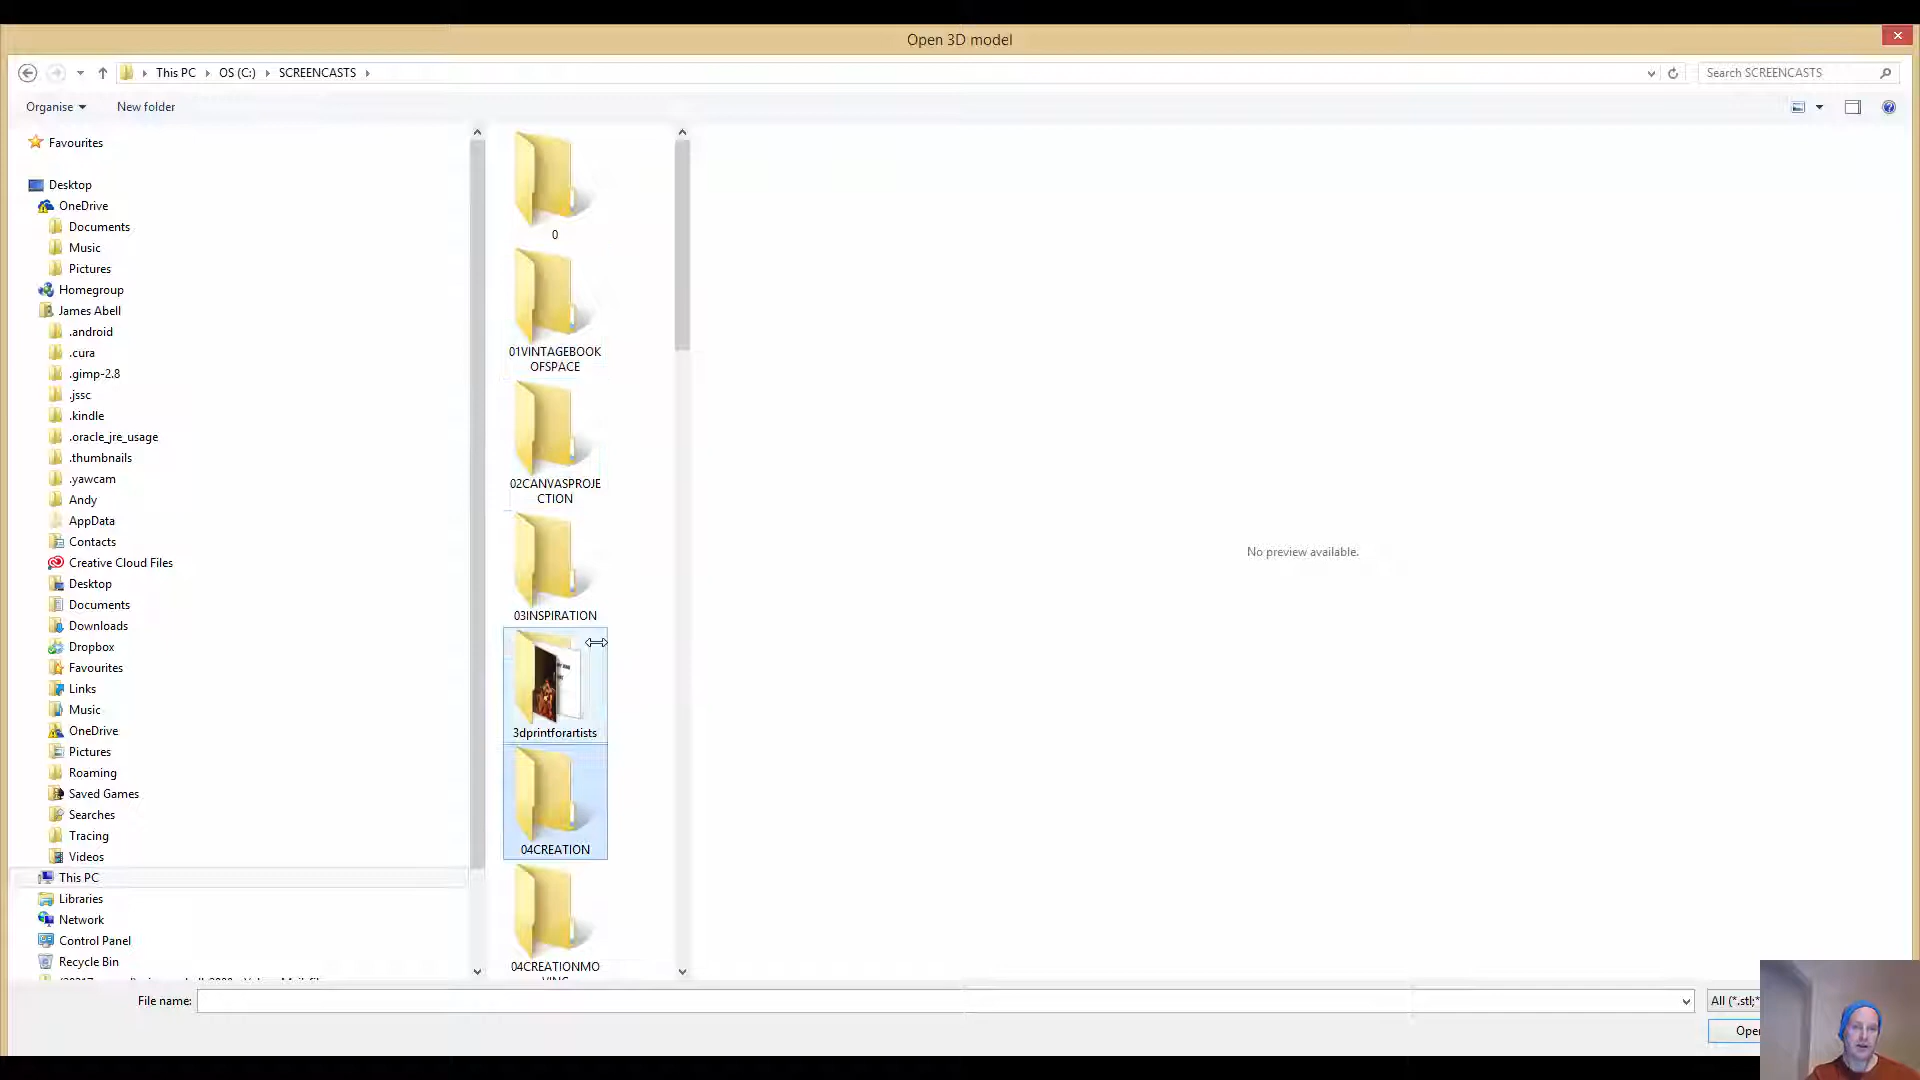 Open 3D model
This PC
OS (C:)
SCREENCASTS
Search SCREENCASTS
Organise
New folder
Favourites
Desktop
OneDrive
Documents
Music
Pictures
Homegroup
James Abell
.android
.cura
.gimp-2.8
.jssc
.kindle
.oracle_jre_usage
.thumbnails
.yawcam
Andy
AppData
Contacts
Creative Cloud Files
Desktop
Documents
Downloads
Dropbox
Favourites
Links
Music
OneDrive
Pictures
Roaming
Saved Games
Searches
Tracing
Videos
This PC
Libraries
Network
Control Panel
Recycle Bin
0
01VINTAGEBOOK
OFSPACE
02CANVASPROJE
CTION
03INSPIRATION
3dprintforartists
04CREATION
04CREATIONMO
No preview available.
File name:
All (*.stl;*
Open